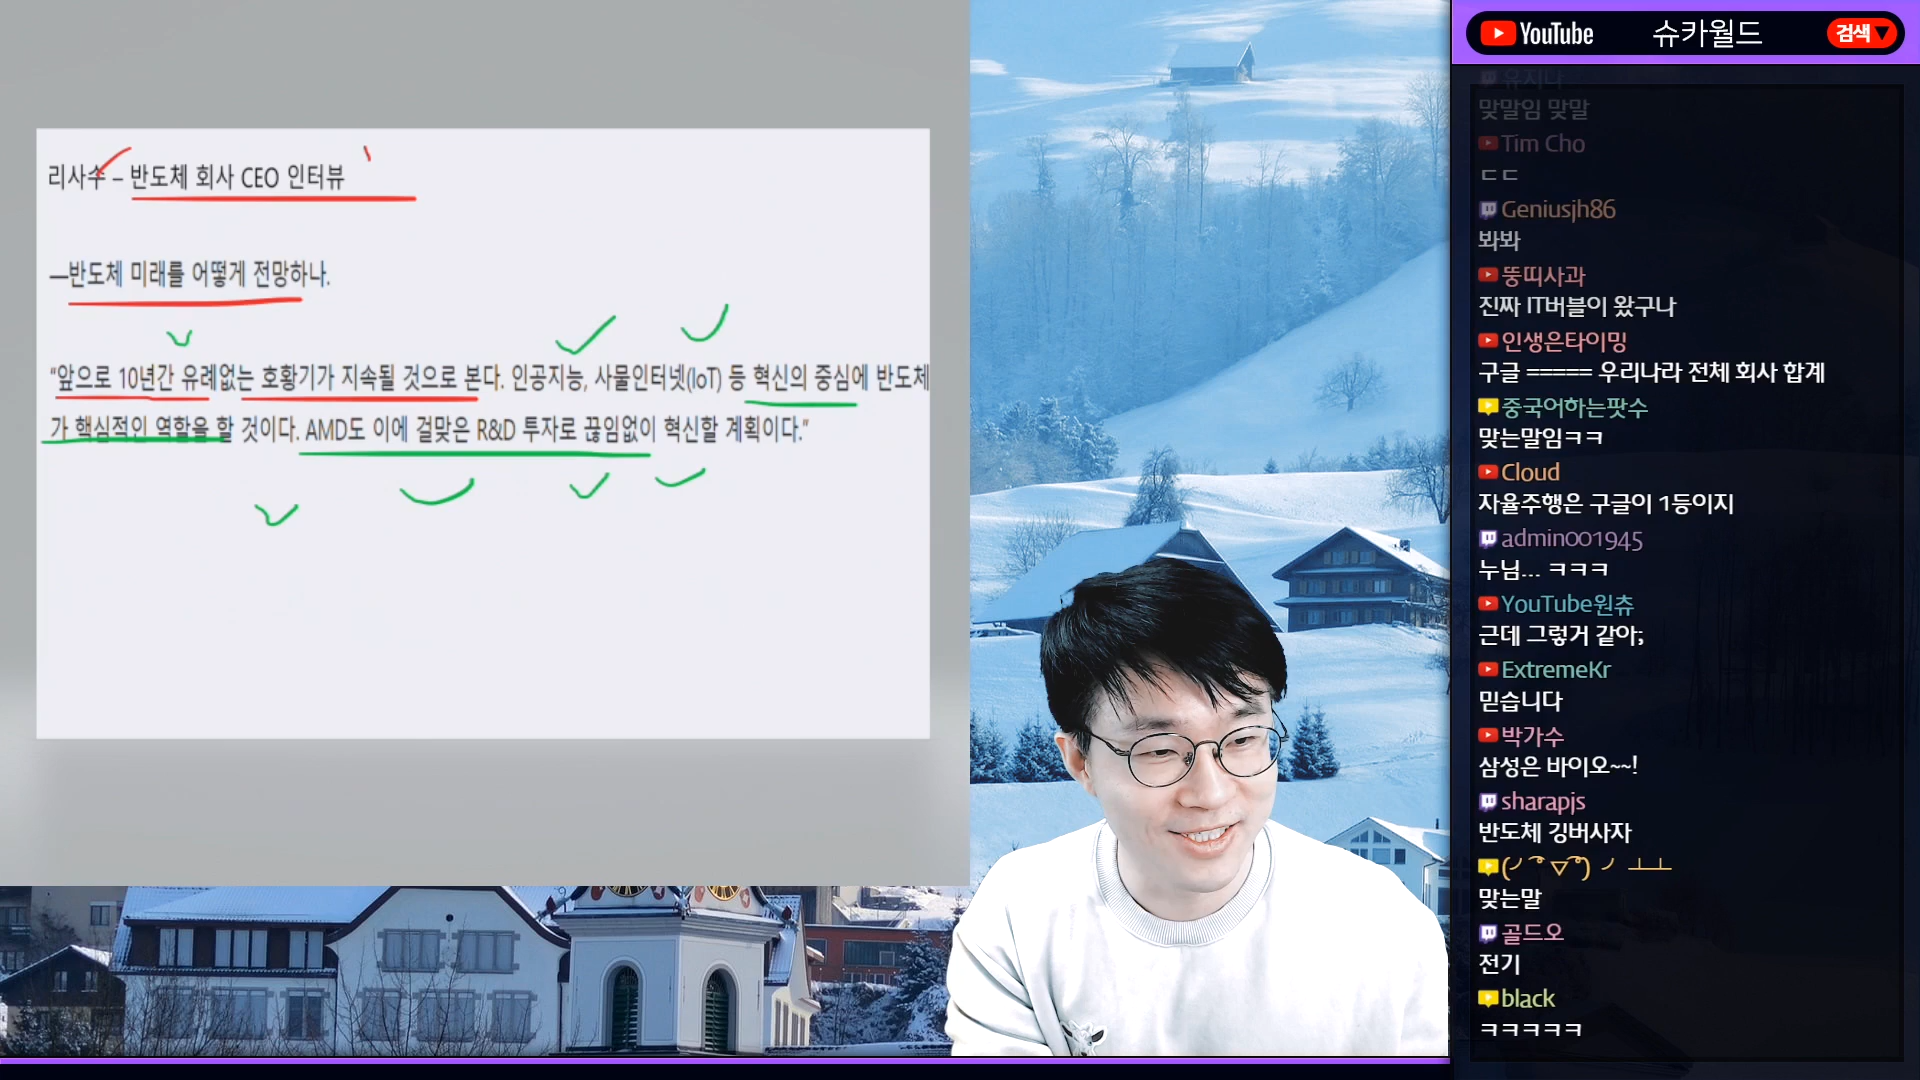 리사수 – 반도체 회사 CEO 인터뷰
—반도체 미래를 어떻게 전망하나.
“앞으로 10년간 유례없는 호황기가 지속될 것으로 본다. 인공지능, 사물인터넷(IoT) 등 혁신의 중심에 반도체
가 핵심적인 역할을 할 것이다. AMD도 이에 걸맞은 R&D 투자로 끊임없이 혁신할 계획이다.”
YouTube 슈카월드 검색▼
유지나
맞말임 맞말
Tim Cho
ㄷㄷ
Geniusjh86
봐봐
뚱띠사과
진짜 IT버블이 왔구나
인생은타이밍
구글 ===== 우리나라 전체 회사 합계
중국어하는팟수
맞는말임ㅋㅋ
Cloud
자율주행은 구글이 1등이지
admin001945
누님... ㅋㅋㅋ
YouTube원츄
근데 그렇거 같아;
ExtremeKr
믿습니다
박가수
삼성은 바이오~~!
sharapjs
반도체 깅버사자
맞는말
골드오
전기
black
ㅋㅋㅋㅋㅋ